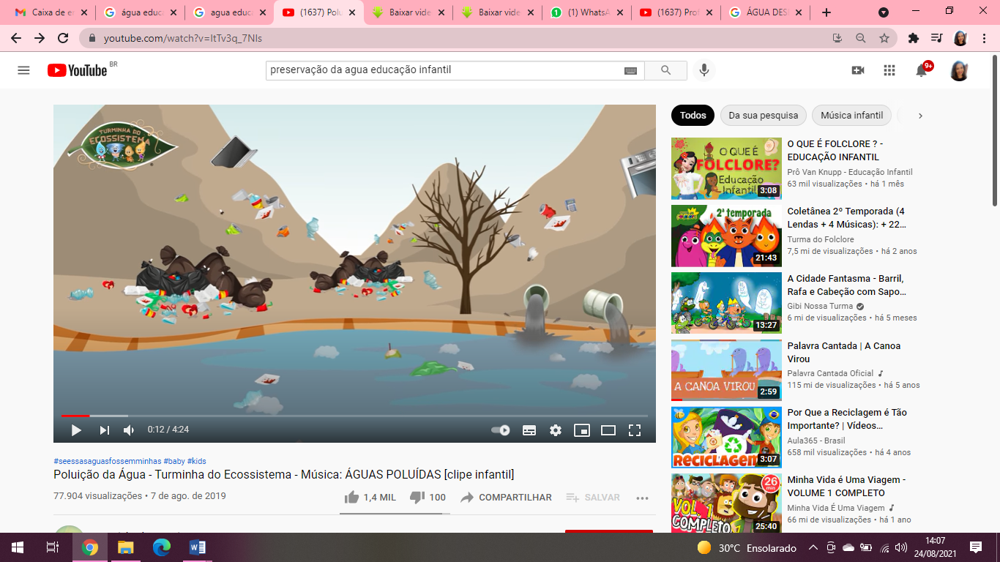 Caixa de e
água educ
agua educ
(1637) Pol
Baixar vide
Baixar vide
(1) WhatsA
(1637) Prof
ÁGUA DES
youtube.com/watch?v=ItTv3q_7NIs
YouTube BR
preservação da agua educação infantil
9+
TURMINHA DO
ECOSSISTEMA
0:12 / 4:24
#seessasaguasfossemminhas #baby #kids
Poluição da Água - Turminha do Ecossistema - Música: ÁGUAS POLUÍDAS [clipe infantil]
77.904 visualizações • 7 de ago. de 2019
1,4 MIL
100
COMPARTILHAR
SALVAR
Todos
Da sua pesquisa
Música infantil
O QUE É
FOLCLORE?
Educação
Infantil
3:08
O QUE É FOLCLORE ? -
EDUCAÇÃO INFANTIL
Prô Van Knupp - Educação Infantil
63 mil visualizações • há 1 mês
2ª temporada
21:43
Coletânea 2º Temporada (4
Lendas + 4 Músicas): + 22…
Turma do Folclore
7,5 mi de visualizações • há 2 anos
13:27
A Cidade Fantasma - Barril,
Rafa e Cabeção com Sapo…
Gibi Nossa Turma
6 mi de visualizações • há 5 meses
A CANOA VIROU
2:59
Palavra Cantada | A Canoa
Virou
Palavra Cantada Oficial
115 mi de visualizações • há 5 anos
RECICLAGEM
3:07
Por Que a Reciclagem é Tão
Importante? | Vídeos…
Aula365 - Brasil
658 mil visualizações • há 4 anos
26
min
VOL. 1
COMPLETO
25:40
Minha Vida é Uma Viagem -
VOLUME 1 COMPLETO
Minha Vida É Uma Viagem
66 mi de visualizações • há 1 ano
30°C Ensolarado
14:07
24/08/2021